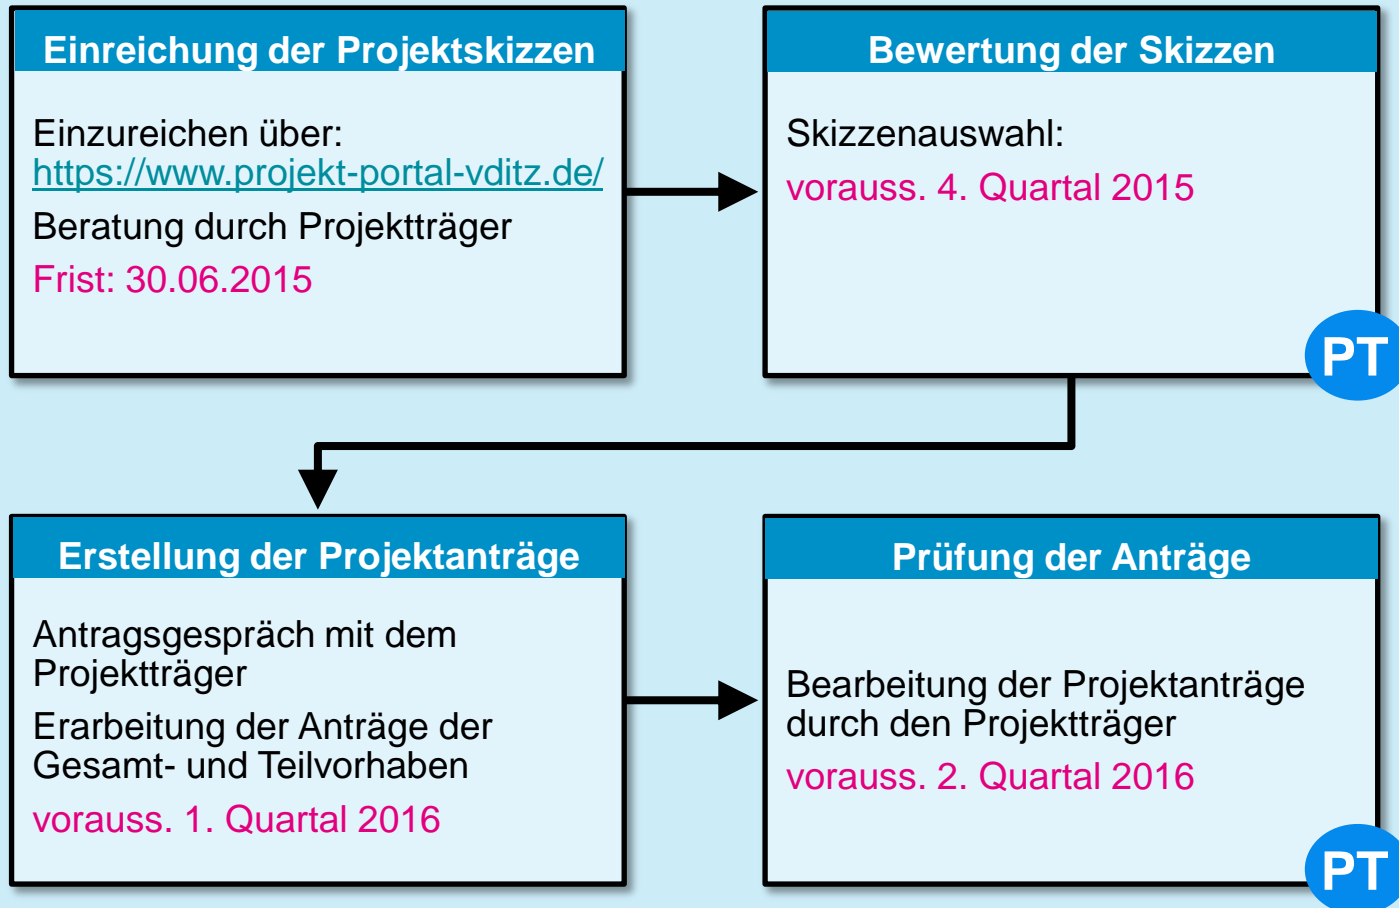 Einreichung der Projektskizzen
Einzureichen über:
https://www.projekt-portal-vditz.de/
Beratung durch Projektträger
Frist: 30.06.2015
Bewertung der Skizzen
Skizzenauswahl:
vorauss. 4. Quartal 2015
PT
Erstellung der Projektanträge
Antragsgespräch mit dem
Projektträger
Erarbeitung der Anträge der
Gesamt- und Teilvorhaben
vorauss. 1. Quartal 2016
Prüfung der Anträge
Bearbeitung der Projektanträge
durch den Projektträger
vorauss. 2. Quartal 2016
PT